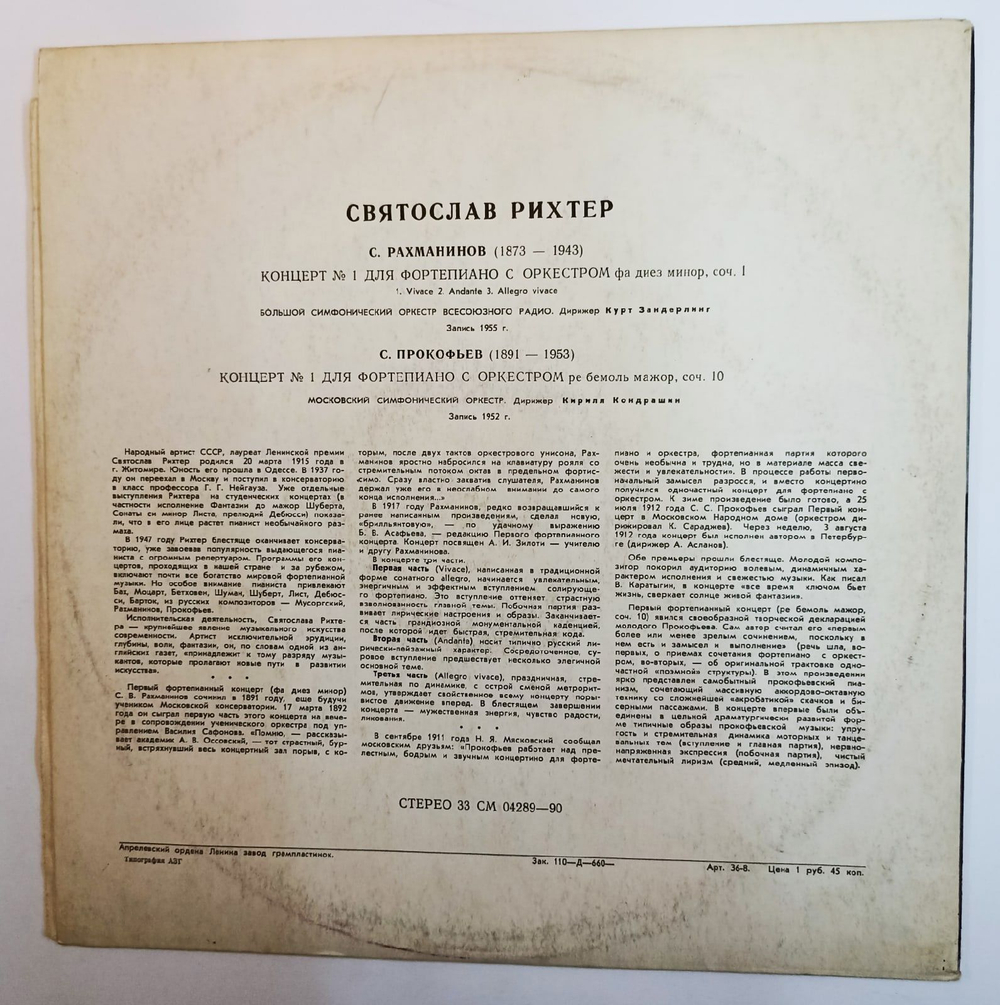 СВЯТОСЛАВ РИХТЕР
С. РАХМАНИНОВ (1873 — 1943)
КОНЦЕРТ № 1 ДЛЯ ФОРТЕПИАНО С ОРКЕСТРОМ фа диез минор, соч. 1
1. Vivace 2. Andante 3. Allegro vivace
БОЛЬШОЙ СИМФОНИЧЕСКИЙ ОРКЕСТР ВСЕСОЮЗНОГО РАДИО. Дирижер Курт Зандерлинг
Запись 1955 г.
С. ПРОКОФЬЕВ (1891 — 1953)
КОНЦЕРТ № 1 ДЛЯ ФОРТЕПИАНО С ОРКЕСТРОМ ре бемоль мажор, соч. 10
МОСКОВСКИЙ СИМФОНИЧЕСКИЙ ОРКЕСТР. Дирижер Кирилл Кондрашин
Запись 1952 г.
Народный артист СССР, лауреат Ленинской премии
Святослав Рихтер родился 20 марта 1915 года в
г. Житомире. Юность его прошла в Одессе. В 1937 го-
ду он переехал в Москву и поступил в консерваторию
в класс профессора Г. Г. Нейгауза. Уже отдельные
выступления Рихтера на студенческих концертах (в
частности исполнение Фантазии до мажор Шуберта,
Сонаты си минор Листа, прелюдий Дебюсси) показа-
ли, что в его лице растет пианист необычайного раз-
маха.
В 1947 году Рихтер блестяще оканчивает консерва-
торию, уже завоевав популярность выдающегося пиа-
ниста с огромным репертуаром. Программы его кон-
цертов, проходящих в нашей стране и за рубежом,
включают почти все богатство мировой фортепианной
музыки. Но особое внимание пианиста привлекают
Бах, Моцарт, Бетховен, Шуман, Шуберт, Лист, Дебюс-
си, Барток, из русских композиторов — Мусоргский,
Рахманинов, Прокофьев.
Исполнительская деятельность, Святослава Рихте-
ра — крупнейшее явление музыкального искусства
современности. Артист исключительной эрудиции,
глубины, воли, фантазии, он, по словам одной из ан-
глийских газет, «принадлежит к тому разряду музы-
кантов, которые пролагают новые пути в развитии
искусства».
* * *
Первый фортепианный концерт (фа диез минор)
С. В. Рахманинов сочинил в 1891 году, еще будучи
учеником Московской консерватории. 17 марта 1892
года он сыграл первую часть этого концерта на вече-
ре в сопровождении ученического оркестра под уп-
равлением Василия Сафонова. «Помню, — рассказы-
вает академик А. В. Оссовский, — тот страстный, бур-
ный, встряхнувший весь концертный зал порыв, с ко-
торым, после двух тактов оркестрового унисона, Рах-
манинов яростно набросился на клавиатуру рояля со
стремительным потоком октав в предельном фортис-
симо. Сразу властно захватив слушателя, Рахманинов
держал уже его в неослабном внимании до самого
конца исполнения...»
В 1917 году Рахманинов, редко возвращавшийся к
ранее написанным произведениям, сделал новую,
«брилльянтовую», — по удачному выражению
Б. В. Асафьева, — редакцию Первого фортепианного
концерта. Концерт посвящен А. И. Зилоти — учителю
и другу Рахманинова.
В концерте три части.
Первая часть (Vivace), написанная в традиционной
форме сонатного allegro, начинается увлекательным,
энергичным и эффектным вступлением солирующе-
го фортепиано. Это вступление оттеняет страстную
взволнованность главной темы. Побочная партия раз-
вивает лирические настроения и образы. Заканчивает-
ся часть грандиозной монументальной каденцией,
после которой идет быстрая, стремительная кода.
Вторая часть (Andante) носит типично русский ли-
рически-пейзажный характер. Сосредоточенное, су-
ровое вступление предшествует несколько элегичной
основной теме.
Третья часть (Allegro vivace), праздничная, стре-
мительная по динамике, с острой сменой метрорит-
мов, утверждает свойственное всему концерту поры-
вистое движение вперед. В блестящем завершении
концерта — мужественная энергия, чувство радости,
ликования.
* * *
В сентябре 1911 года Н. Я. Мясковский сообщал
московским друзьям: «Прокофьев работает над пре-
лестным, бодрым и звучным концертино для форте-
пиано и оркестра, фортепианная партия которого
очень необычна и трудна, но в материале масса све-
жести и увлекательности». В процессе работы перво-
начальный замысел разросся, и вместо концертино
получился одночастный концерт для фортепиано с
оркестром. К зиме произведение было готово, а 25
июля 1912 года С. С. Прокофьев сыграл Первый кон-
церт в Московском Народном доме (оркестром ди-
рижировал К. Сараджев). Через неделю, 3 августа
1912 года концерт был исполнен автором в Петербур-
ге (дирижер А. Асланов).
Обе премьеры прошли блестяще. Молодой компо-
зитор покорил аудиторию волевым, динамичным ха-
рактером исполнения и свежестью музыки. Как писал
В. Каратыгин, в концерте «все время ключом бьет
жизнь, сверкает солнце живой фантазии».
Первый фортепианный концерт (ре бемоль мажор,
соч. 10) явился своеобразной творческой декларацией
молодого Прокофьева. Сам автор считал его «первым
более или менее зрелым сочинением, поскольку в
нем есть и замысел и выполнение» (речь шла, во-
первых, о приемах сочетания фортепиано с оркест-
ром, во-вторых, — об оригинальной трактовке одно-
частной «поэмной» структуры). В этом произведении
ярко представлен самобытный прокофьевский пиа-
низм, сочетающий массивную аккордово-октавную
технику со сложнейшей «акробатикой» скачков и би-
серными пассажами. В концерте впервые были объ-
единены в цельной драматургически развитой фор-
ме типичные образы прокофьевской музыки: упру-
гость и стремительная динамика моторных и танце-
вальных тем (вступление и главная партия), нервно-
напряженная экспрессия (побочная партия), чистый
мечтательный лиризм (средний, медленный эпизод).
СТЕРЕО 33 СМ 04289—90
Апрелевский ордена Ленина завод грампластинок.
Типография АЗГ
Зак. 110—Д—660—
Арт. 36-8. Цена 1 руб. 45 коп.